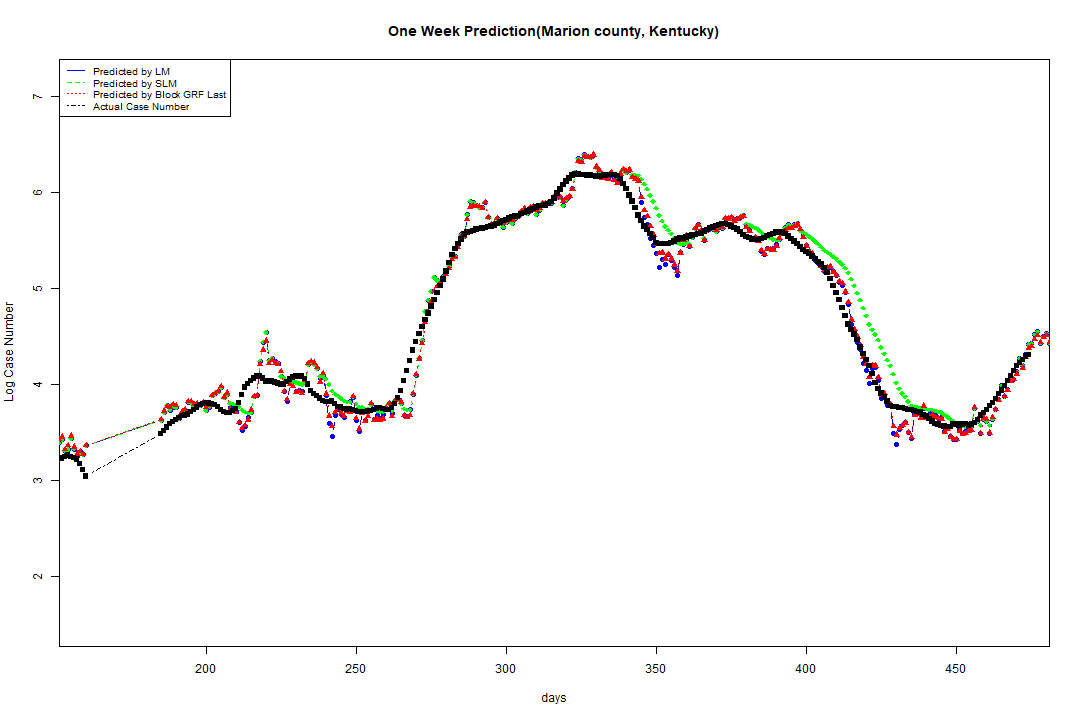 One Week Prediction(Marion county, Kentucky)
Predicted by LM
Predicted by SLM
Predicted by Block GRF Last
Actual Case Number
7
6
5
4
3
2
Log Case Number
200 250 300 350 400 450
days